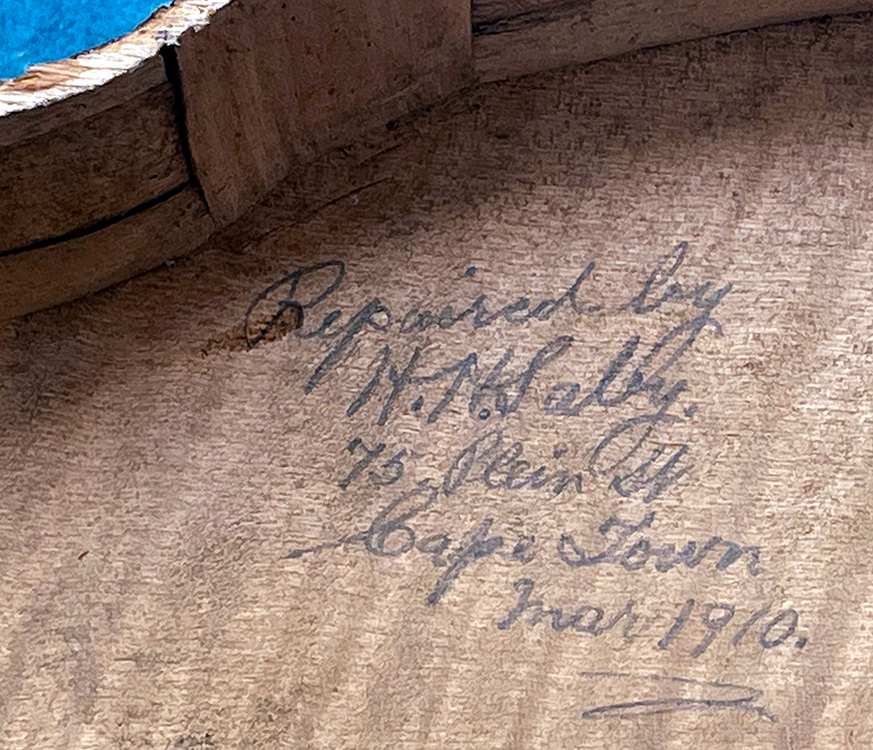 Repaired by
H. H. Salby.
75 Plein St
Cape Town
Mar 1910.